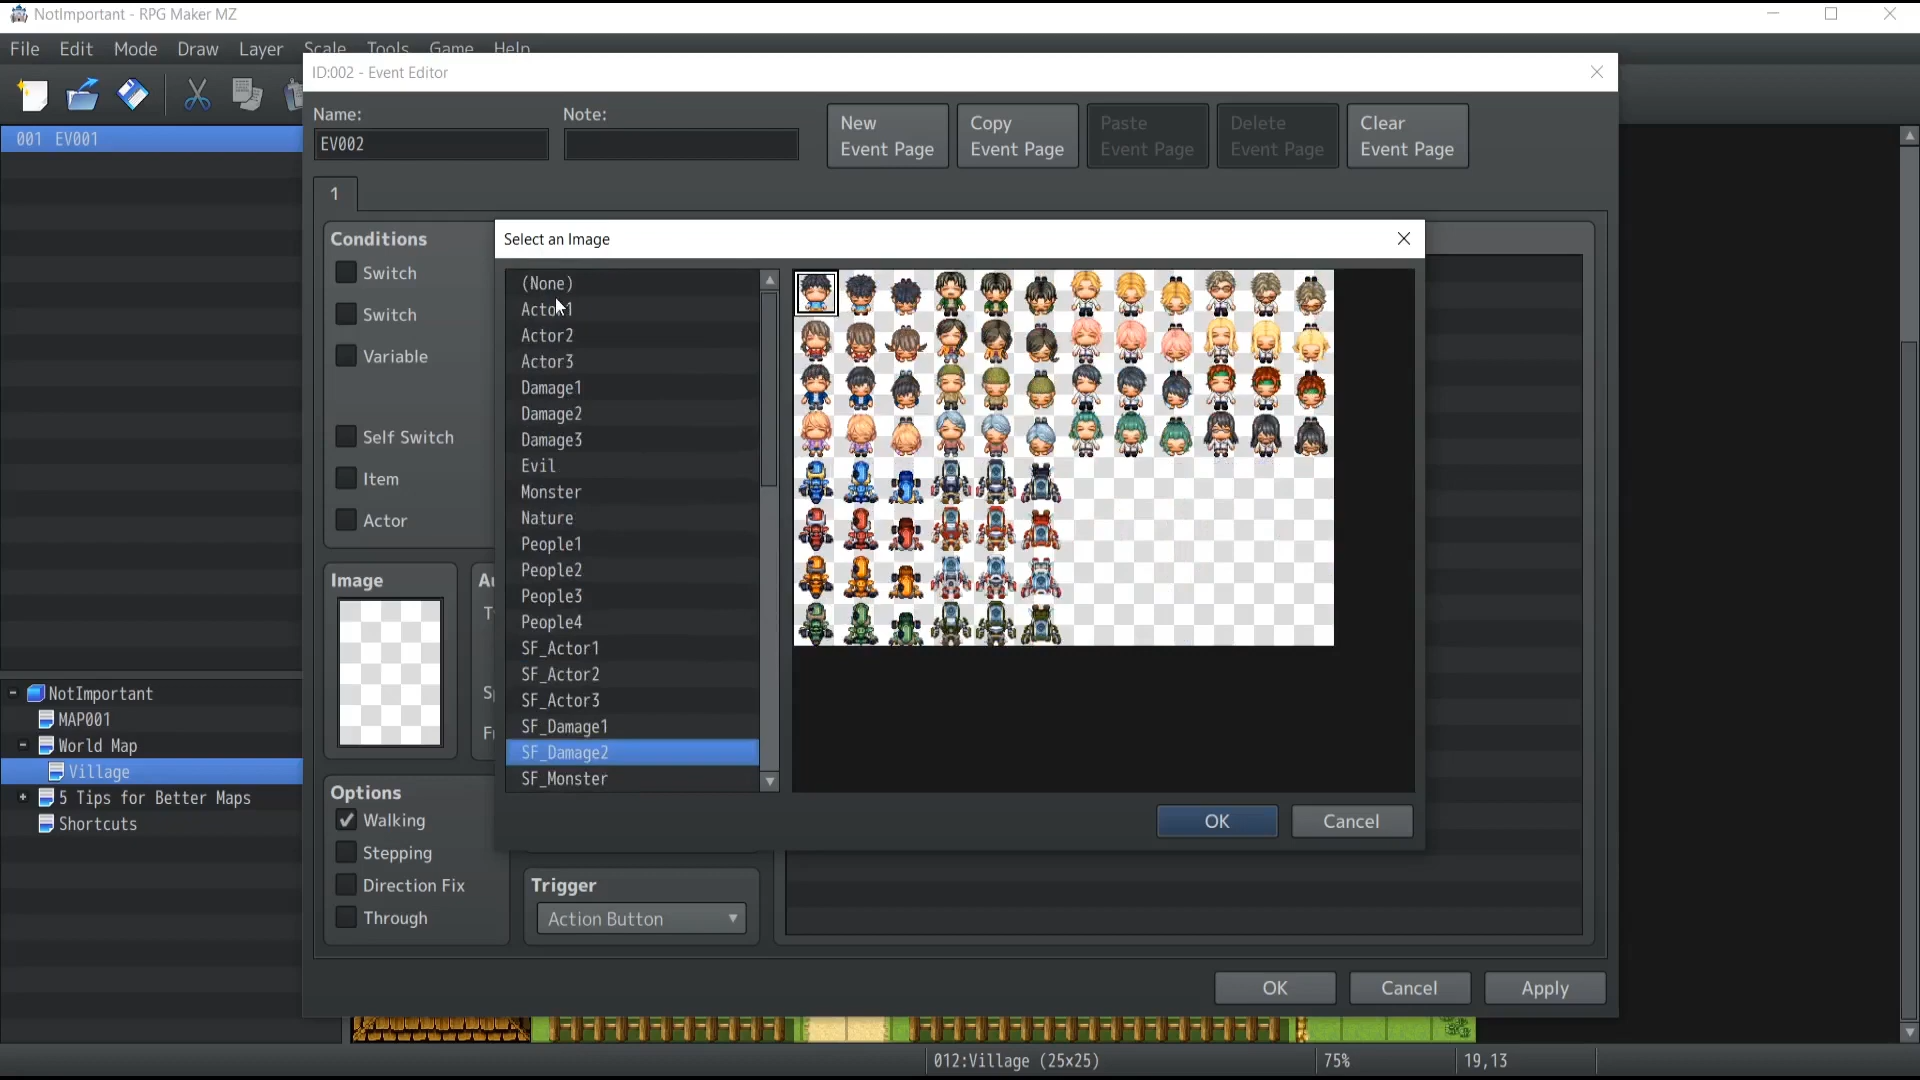 NotImportant - RPG Maker MZ
File Edit Mode Draw Layer Scale Tools Game Help
ID:002 - Event Editor
Name:
Note:
EV002
New
Event Page
Copy
Event Page
Paste
Event Page
Delete
Event Page
Clear
Event Page
001 EV001
1
Conditions
Switch
Switch
Variable
Self Switch
Item
Actor
Select an Image
(None)
Actor1
Actor2
Actor3
Damage1
Damage2
Damage3
Evil
Monster
Nature
People1
People2
People3
People4
SF_Actor1
SF_Actor2
SF_Actor3
SF_Damage1
SF_Damage2
SF_Monster
OK
Cancel
Image
Options
Walking
Stepping
Direction Fix
Through
Trigger
Action Button
OK
Cancel
Apply
NotImportant
MAP001
World Map
Village
5 Tips for Better Maps
Shortcuts
012:Village (25x25)
75%
19,13